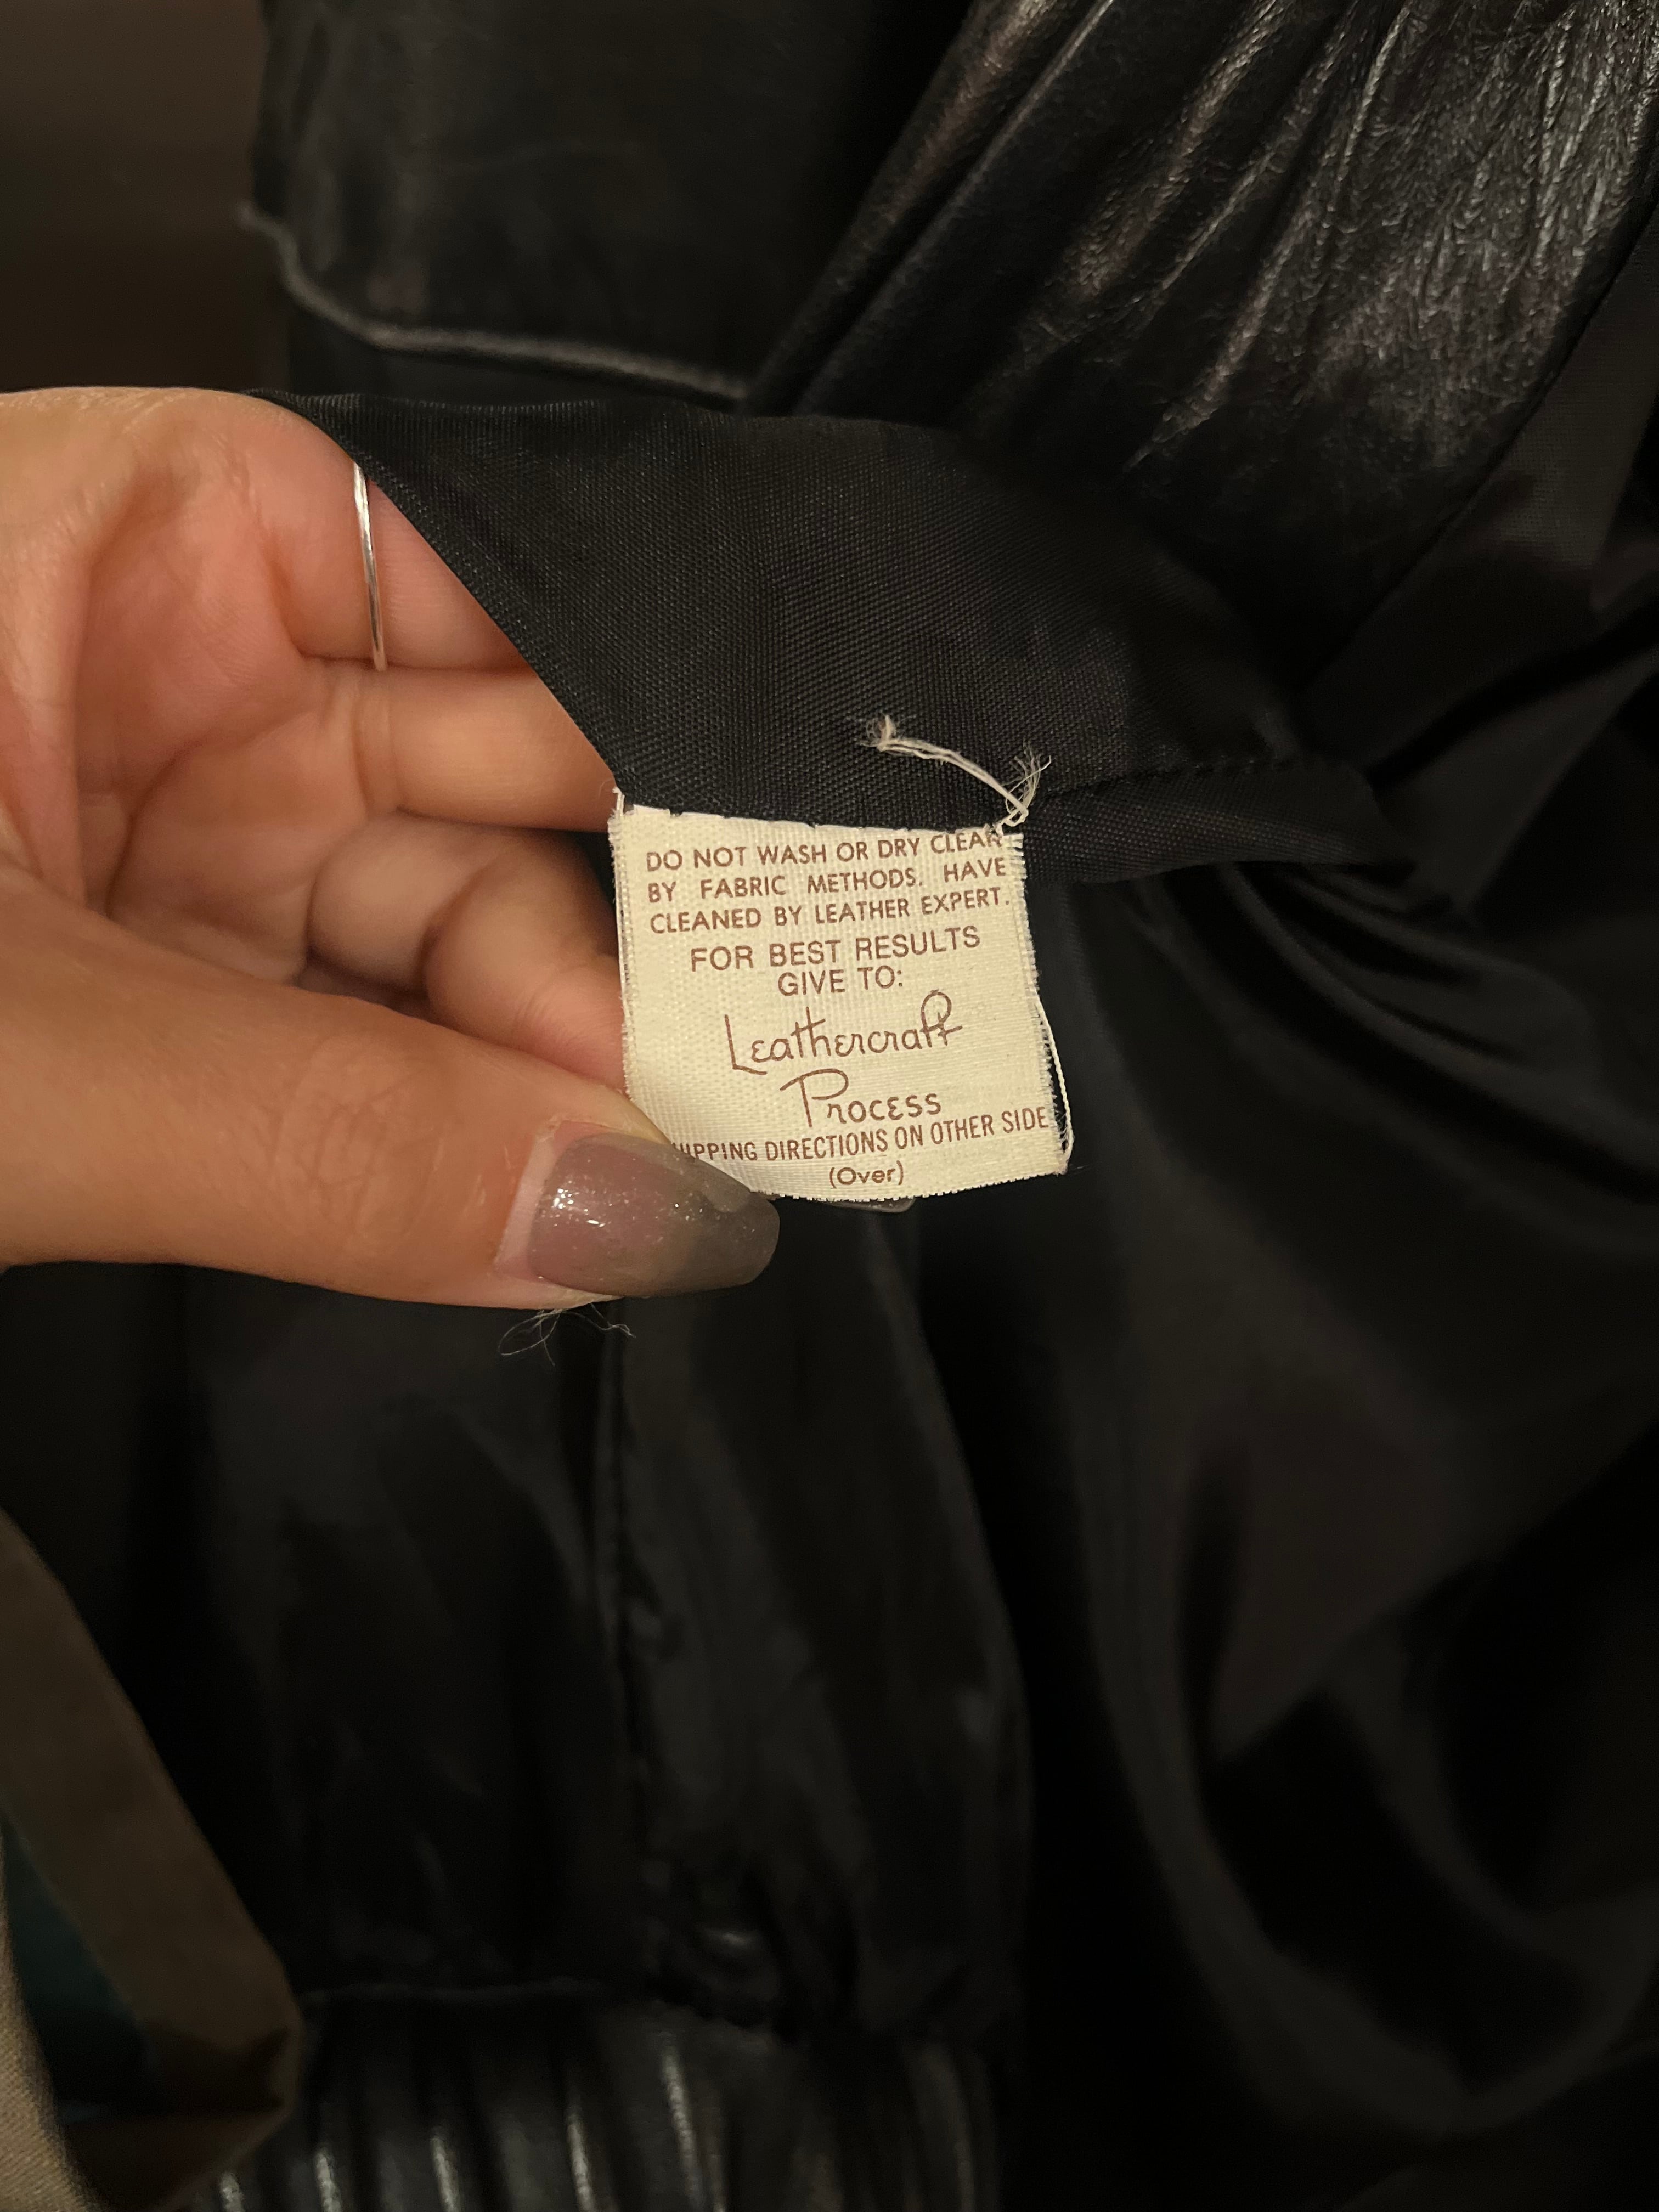 DO NOT WASH OR DRY CLEAN
BY FABRIC METHODS. HAVE
CLEANED BY LEATHER EXPERT.
FOR BEST RESULTS
GIVE TO:
Leathercraft
Process
HIPPING DIRECTIONS ON OTHER SIDE
(Over)